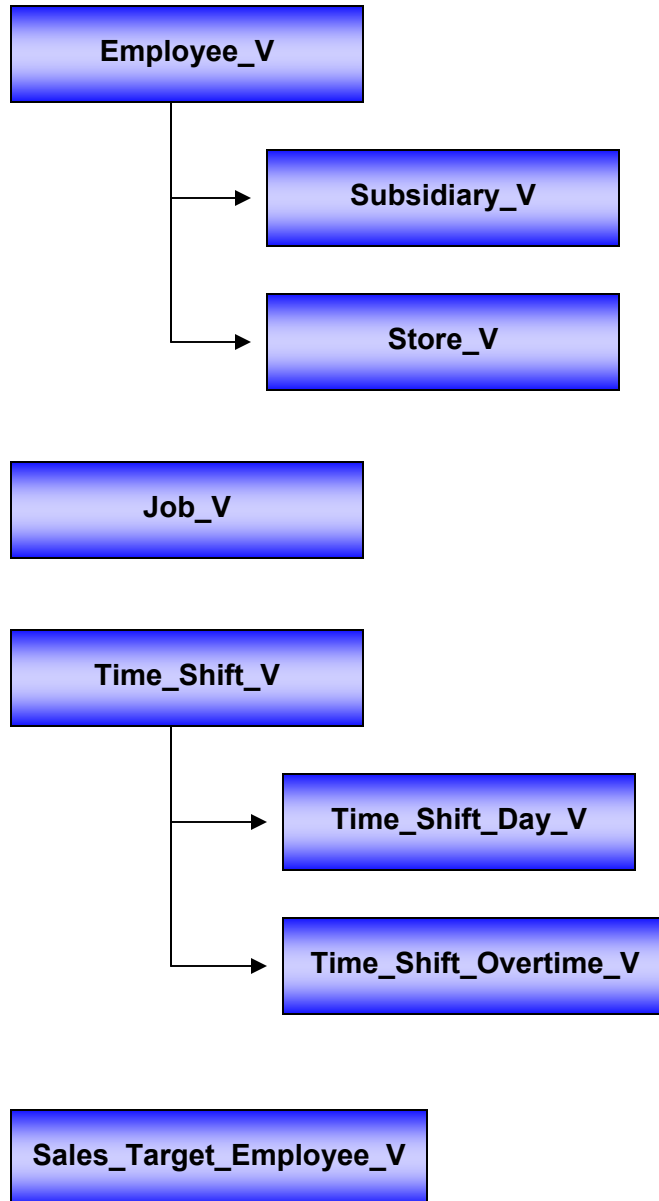 Employee_V
Subsidiary_V
Store_V
Job_V
Time_Shift_V
Time_Shift_Day_V
Time_Shift_Overtime_V
Sales_Target_Employee_V